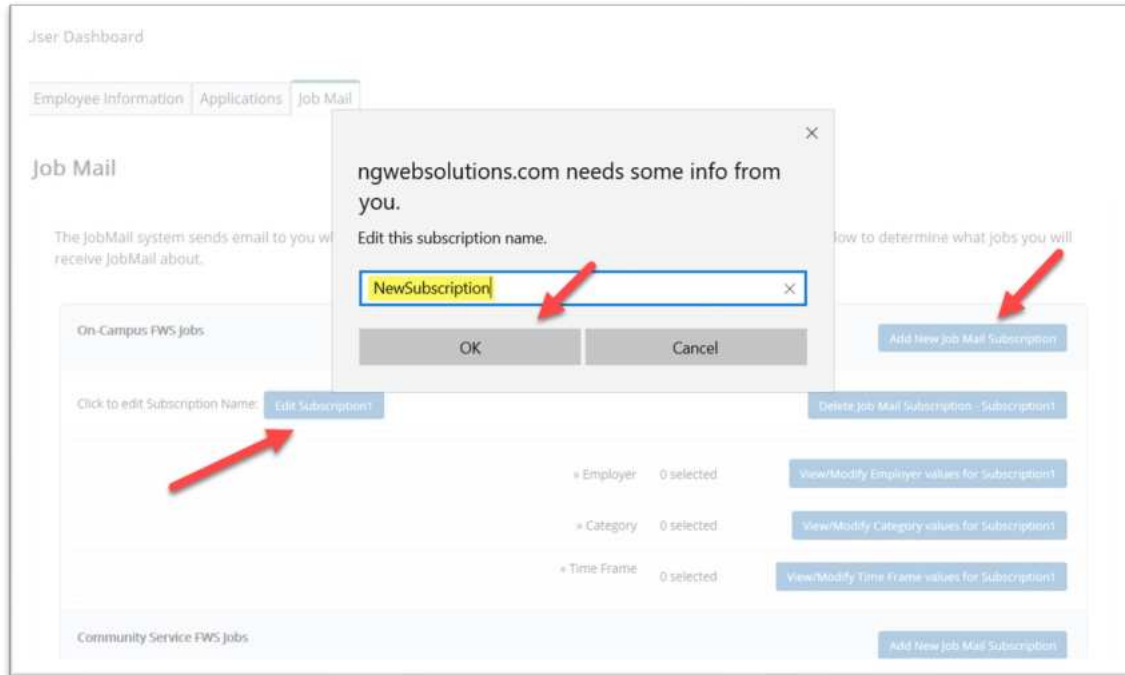 User Dashboard
Employee Information Applications Job Mail
Job Mail
ngwebsolutions.com needs some info from
you.
Edit this subscription name.
The JobMail system sends email to you
low to determine what jobs you will
receive JobMail about.
NewSubscription
OK Cancel
On-Campus FWS Jobs
Add New Job Mail Subscription
Click to edit Subscription Name: Edit Subscription1
Delete Job Mail Subscription - Subscription1
» Employer 0 selected View/Modify Employer values for Subscription1
» Category 0 selected View/Modify Category values for Subscription1
» Time Frame 0 selected View/Modify Time Frame values for Subscription1
Community Service FWS Jobs
Add New Job Mail Subscription